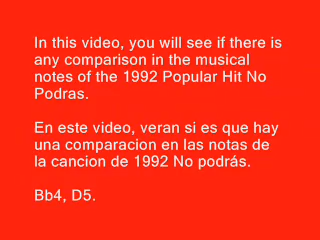 In this video, you will see if there is
any comparison in the musical
notes of the 1992 Popular Hit No
Podras.
En este video, veran si es que hay
una comparacion en las notas de
la cancion de 1992 No podrás.
Bb4, D5.